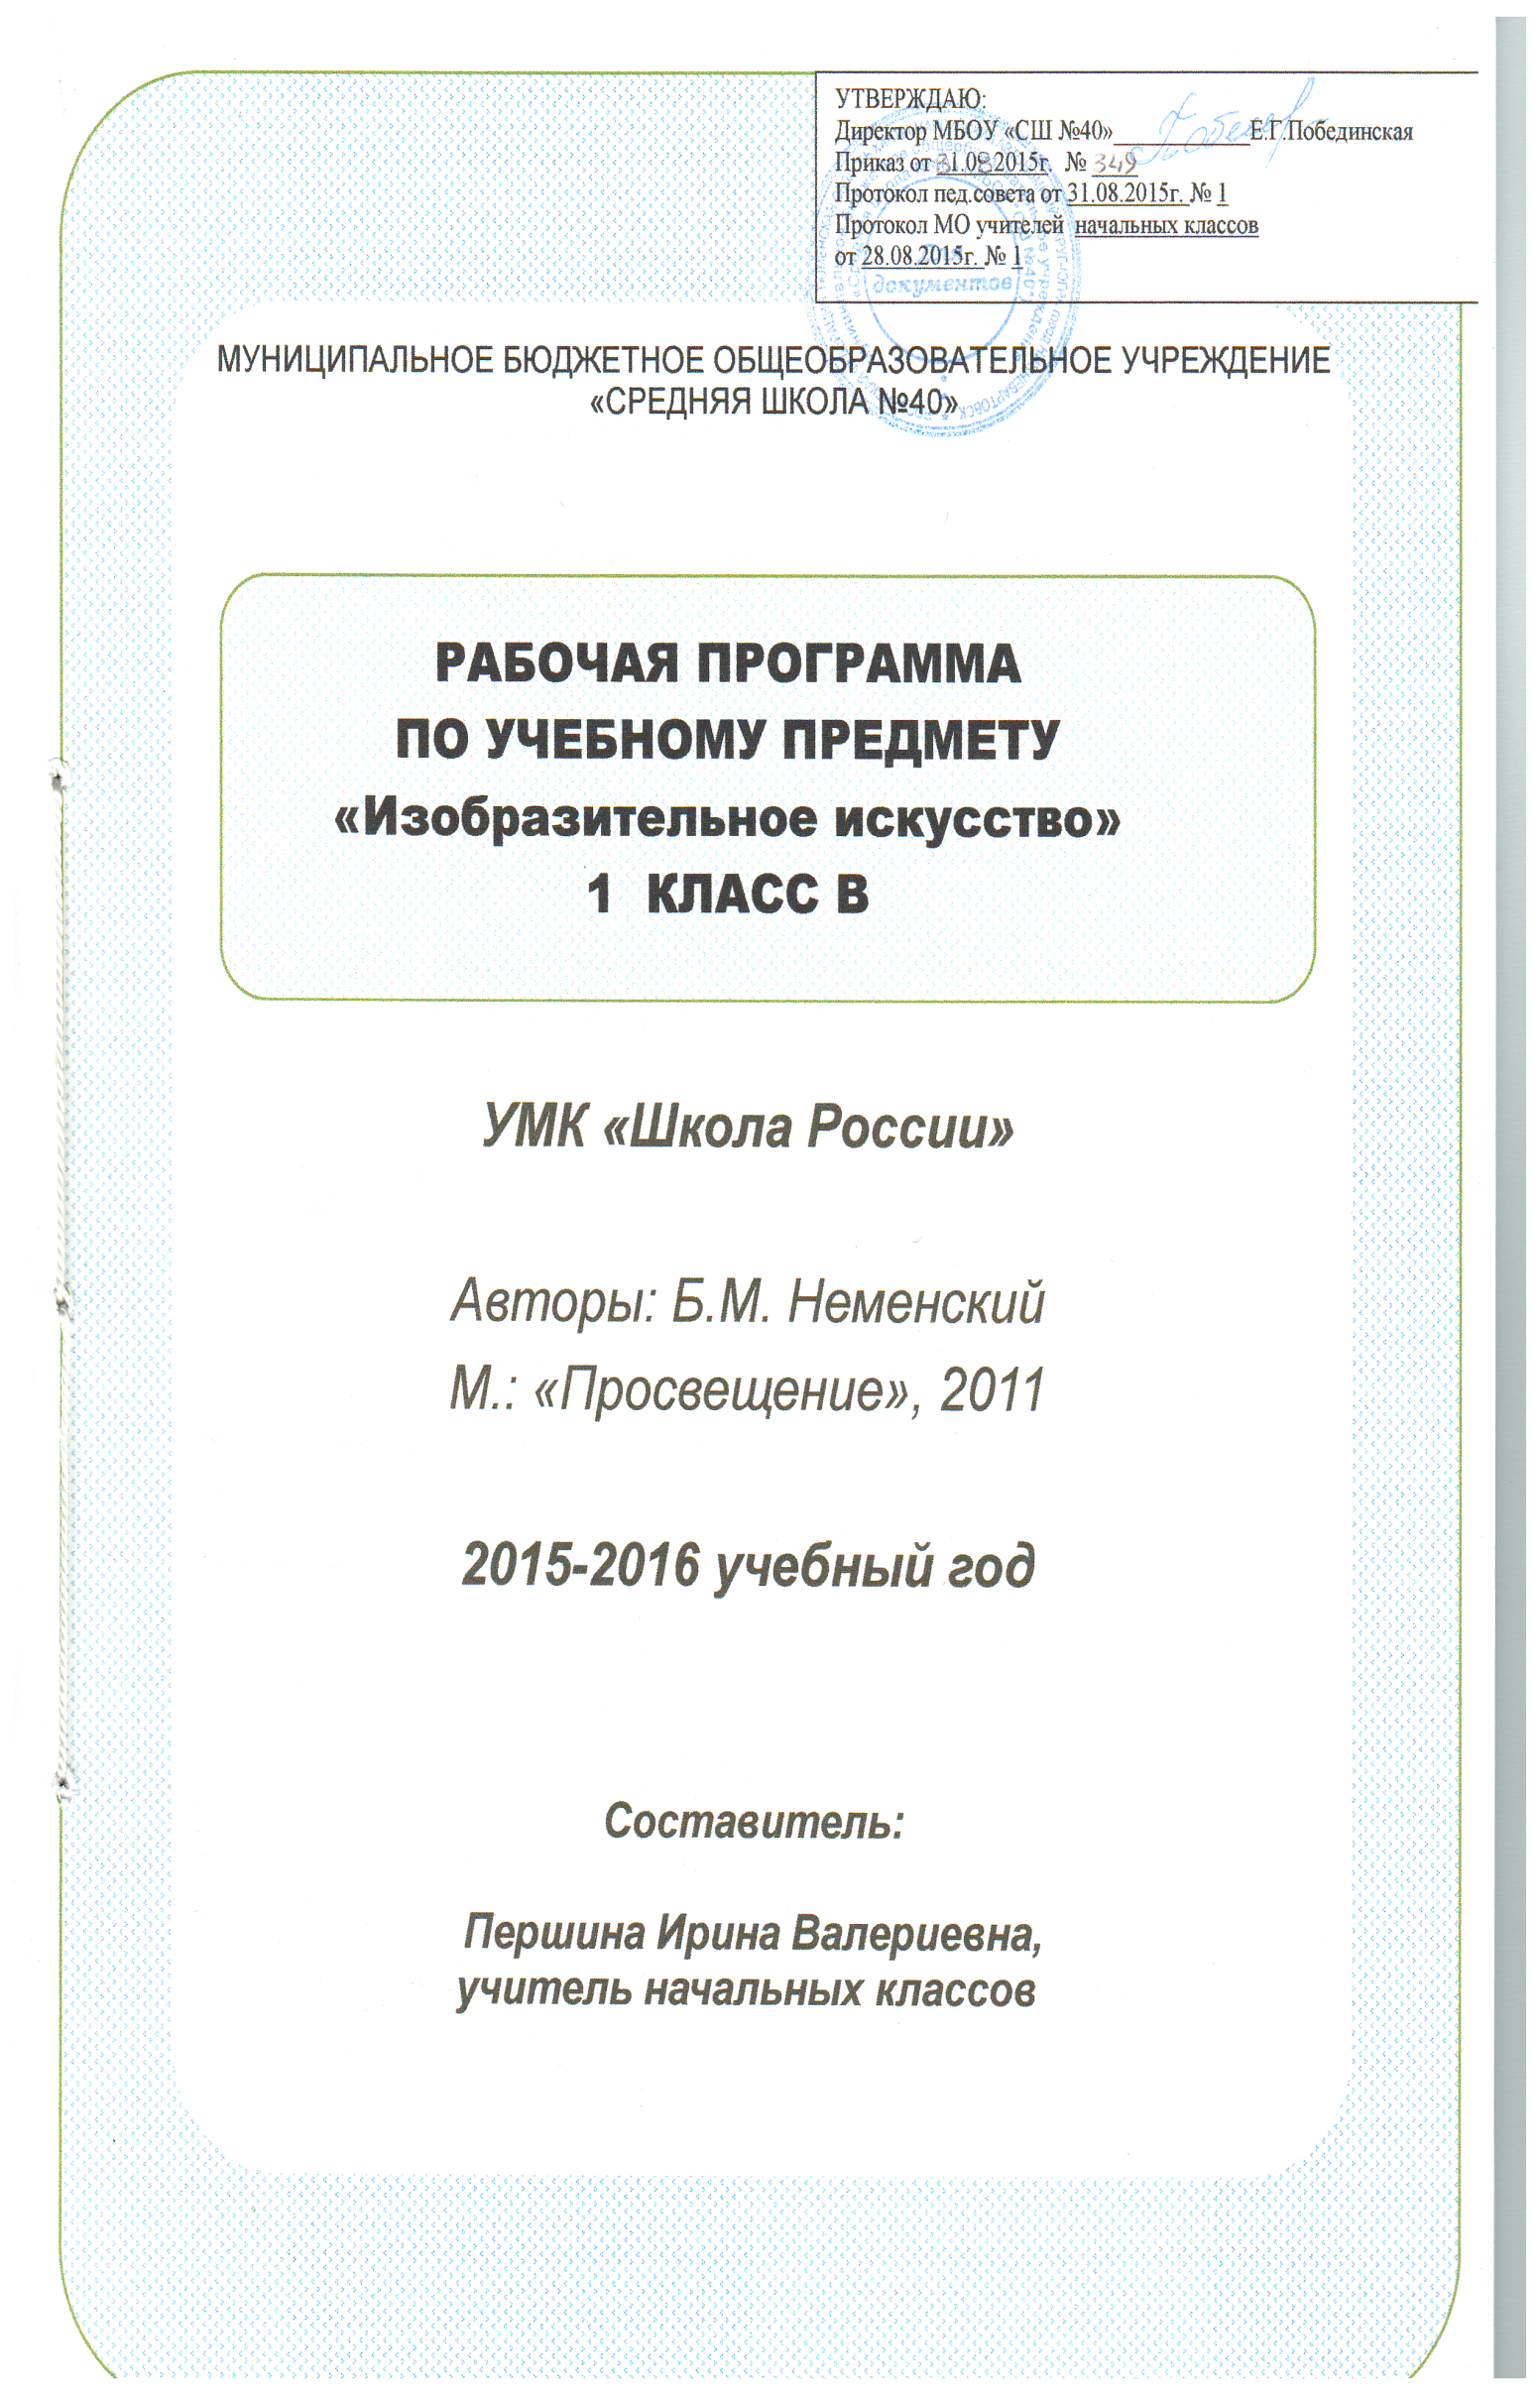 УТВЕРЖДАЮ:
Директор МБОУ «СШ №40»__________Е.Г.Побединская
Приказ от 31.08.2015г. № 349
Протокол пед.совета от 31.08.2015г. № 1
Протокол МО учителей начальных классов
от 28.08.2015г. № 1
документов
МУНИЦИПАЛЬНОЕ БЮДЖЕТНОЕ ОБЩЕОБРАЗОВАТЕЛЬНОЕ УЧРЕЖДЕНИЕ
«СРЕДНЯЯ ШКОЛА №40»
РАБОЧАЯ ПРОГРАММА
ПО УЧЕБНОМУ ПРЕДМЕТУ
«Изобразительное искусство»
1 КЛАСС В
УМК «Школа России»
Авторы: Б.М. Неменский
М.: «Просвещение», 2011
2015-2016 учебный год
Составитель:
Першина Ирина Валериевна,
учитель начальных классов